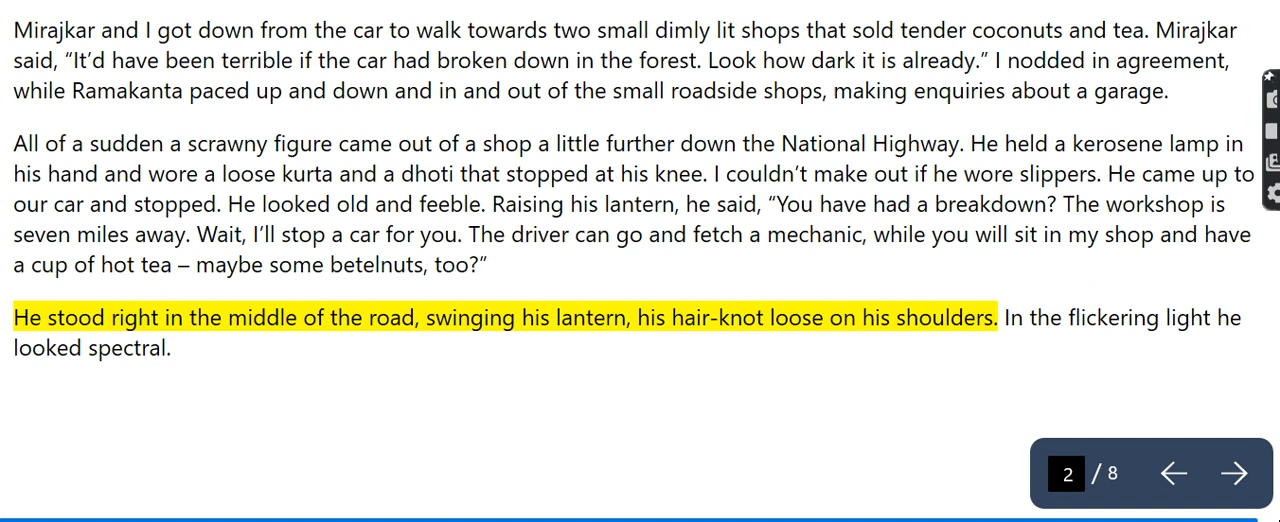 Mirajkar and I got down from the car to walk towards two small dimly lit shops that sold tender coconuts and tea. Mirajkar
said, “It’d have been terrible if the car had broken down in the forest. Look how dark it is already.” I nodded in agreement,
while Ramakanta paced up and down and in and out of the small roadside shops, making enquiries about a garage.
All of a sudden a scrawny figure came out of a shop a little further down the National Highway. He held a kerosene lamp in
his hand and wore a loose kurta and a dhoti that stopped at his knee. I couldn’t make out if he wore slippers. He came up to
our car and stopped. He looked old and feeble. Raising his lantern, he said, “You have had a breakdown? The workshop is
seven miles away. Wait, I’ll stop a car for you. The driver can go and fetch a mechanic, while you will sit in my shop and have
a cup of hot tea – maybe some betelnuts, too?”
He stood right in the middle of the road, swinging his lantern, his hair-knot loose on his shoulders. In the flickering light he
looked spectral.
2 / 8